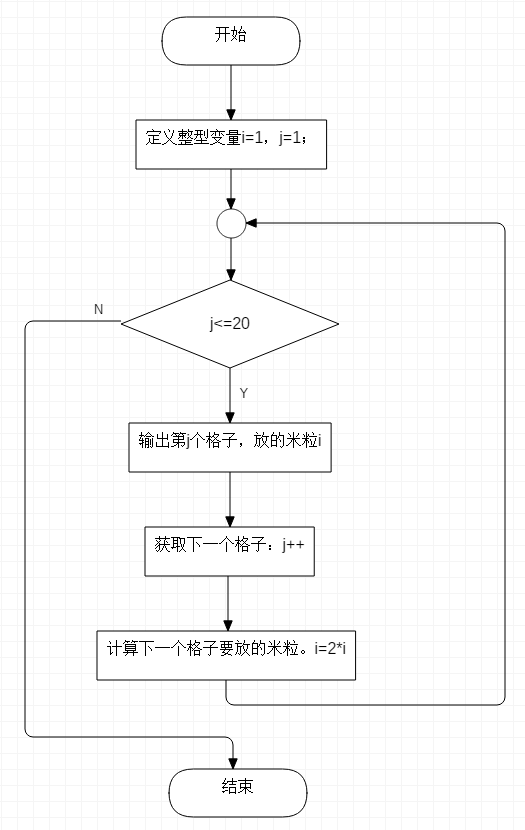 开始
定义整型变量i=1，j=1；
j<=20
N
Y
输出第j个格子，放的米粒i
获取下一个格子：j++
计算下一个格子要放的米粒。i=2*i
结束